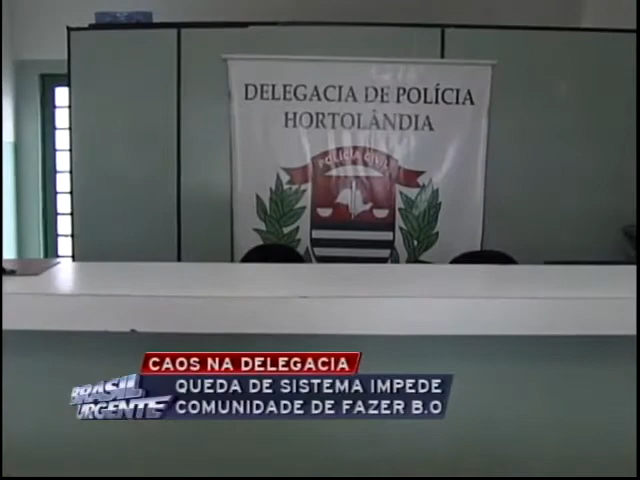 DELEGACIA DE POLÍCIA
HORTOLÂNDIA
POLÍCIA CIVIL
CAOS NA DELEGACIA
BRASIL
URGENTE
QUEDA DE SISTEMA IMPEDE
COMUNIDADE DE FAZER B.O